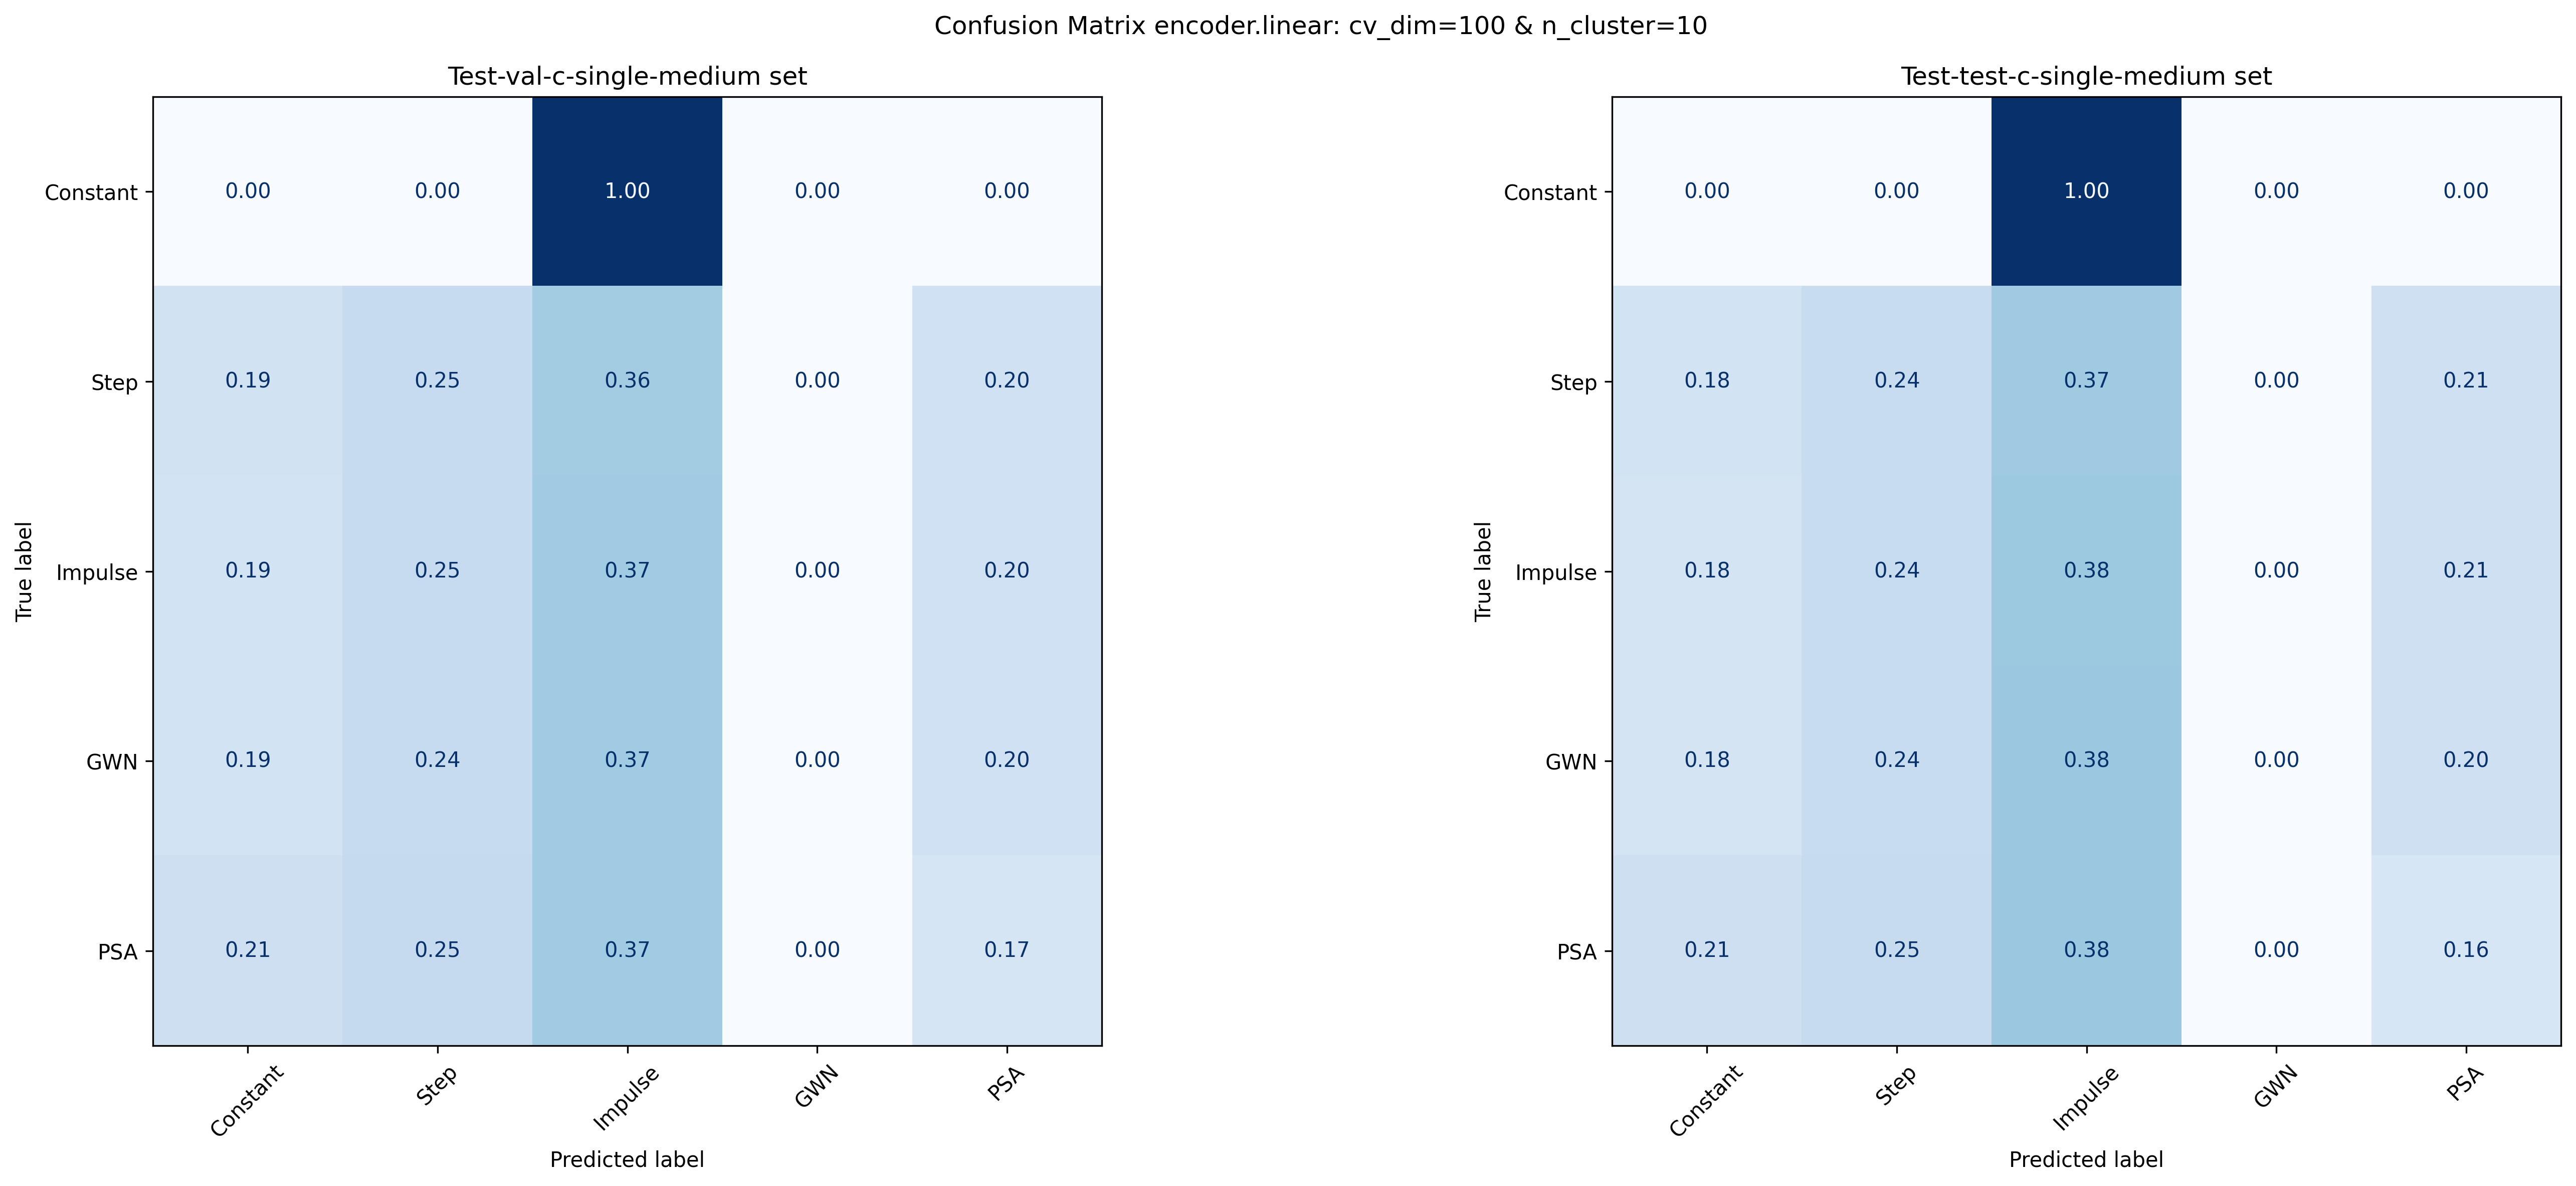 Confusion Matrix encoder.linear: cv_dim=100 & n_cluster=10
Test-val-c-single-medium set
True label
Constant 0.00 0.00 1.00 0.00 0.00
Step 0.19 0.25 0.36 0.00 0.20
Impulse 0.19 0.25 0.37 0.00 0.20
GWN 0.19 0.24 0.37 0.00 0.20
PSA 0.21 0.25 0.37 0.00 0.17
Constant Step Impulse GWN PSA
Predicted label
Test-test-c-single-medium set
True label
Constant 0.00 0.00 1.00 0.00 0.00
Step 0.18 0.24 0.37 0.00 0.21
Impulse 0.18 0.24 0.38 0.00 0.21
GWN 0.18 0.24 0.38 0.00 0.20
PSA 0.21 0.25 0.38 0.00 0.16
Constant Step Impulse GWN PSA
Predicted label